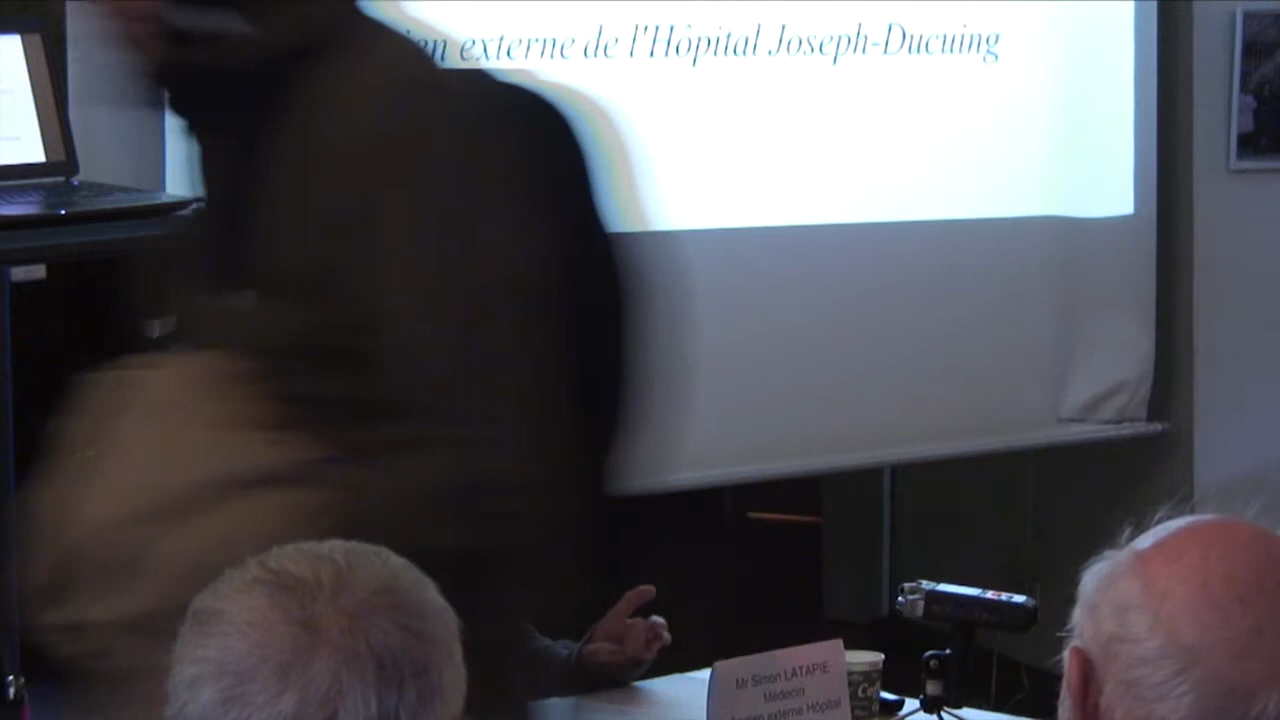 externe de l'Hôpital Joseph-Ducuing
Mr Simon LATAPIE
Médecin
externe Hôpital